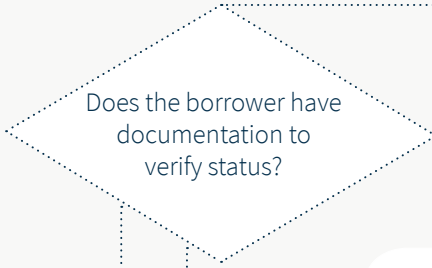 Does the borrower have
documentation to
verify status?